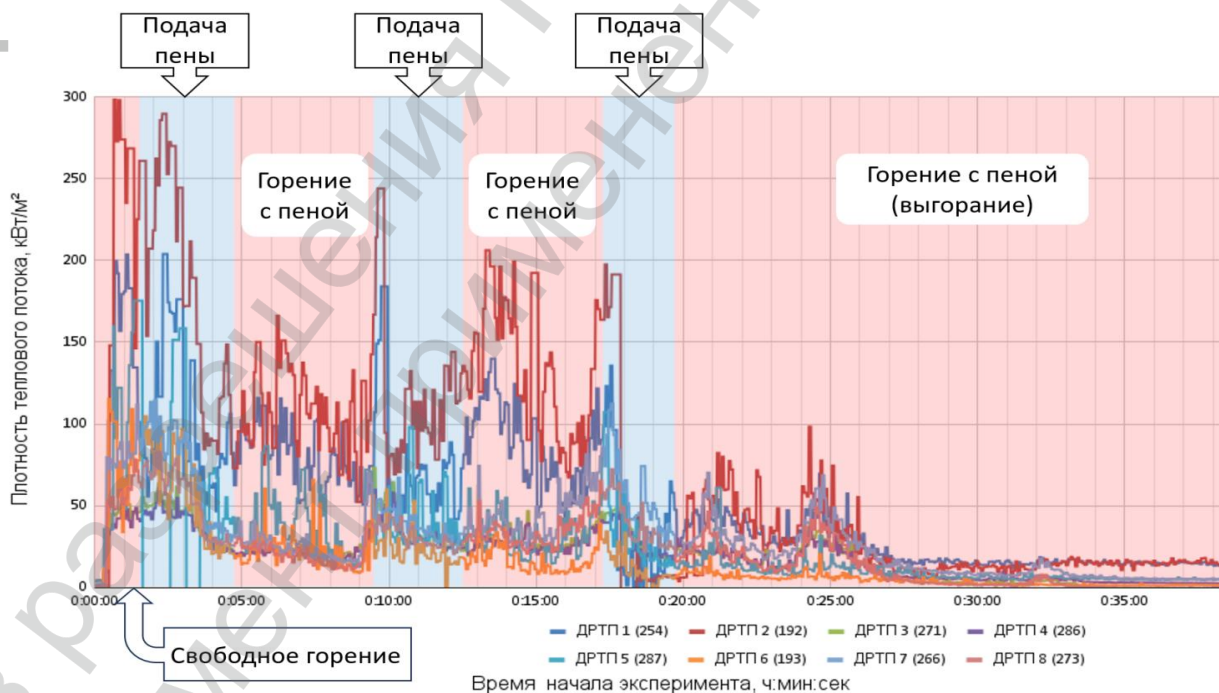 Подача
пены
Подача
пены
Подача
пены
300
250
200
150
100
50
0
Плотность теплового потока, кВт/м²
Горение
с пеной
Горение
с пеной
Горение с пеной
(выгорание)
0:00:00
0:05:00
0:10:00
0:15:00
0:20:00
0:25:00
0:30:00
0:35:00
Свободное горение
ДРТП 1 (254) ДРТП 2 (192) ДРТП 3 (271) ДРТП 4 (286)
ДРТП 5 (287) ДРТП 6 (193) ДРТП 7 (266) ДРТП 8 (273)
Время начала эксперимента, ч:мин:сек
разрешения